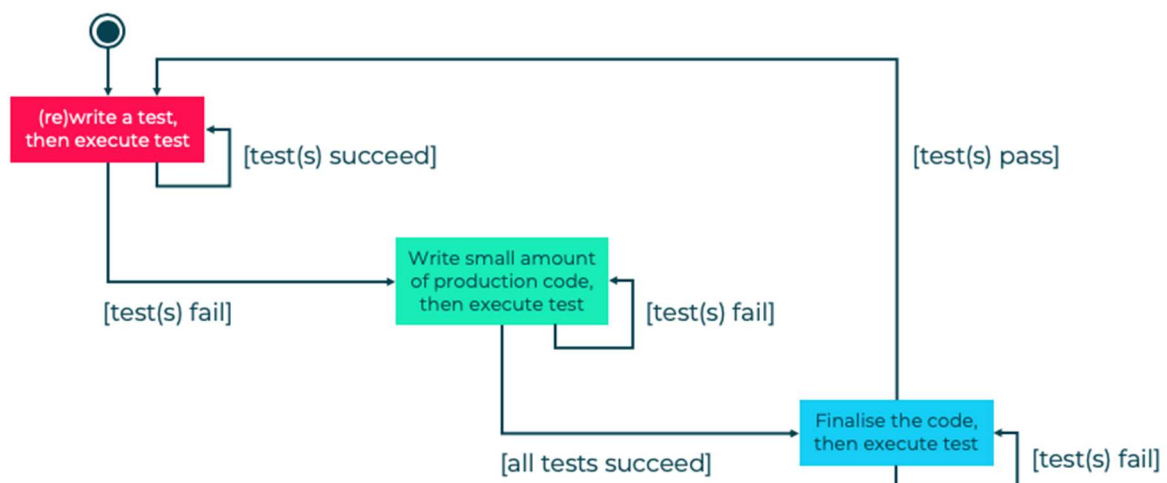 (re)write a test,
then execute test
[test(s) succeed]
[test(s) pass]
[test(s) fail]
Write small amount
of production code,
then execute test
[test(s) fail]
[all tests succeed]
Finalise the code,
then execute test
[test(s) fail]